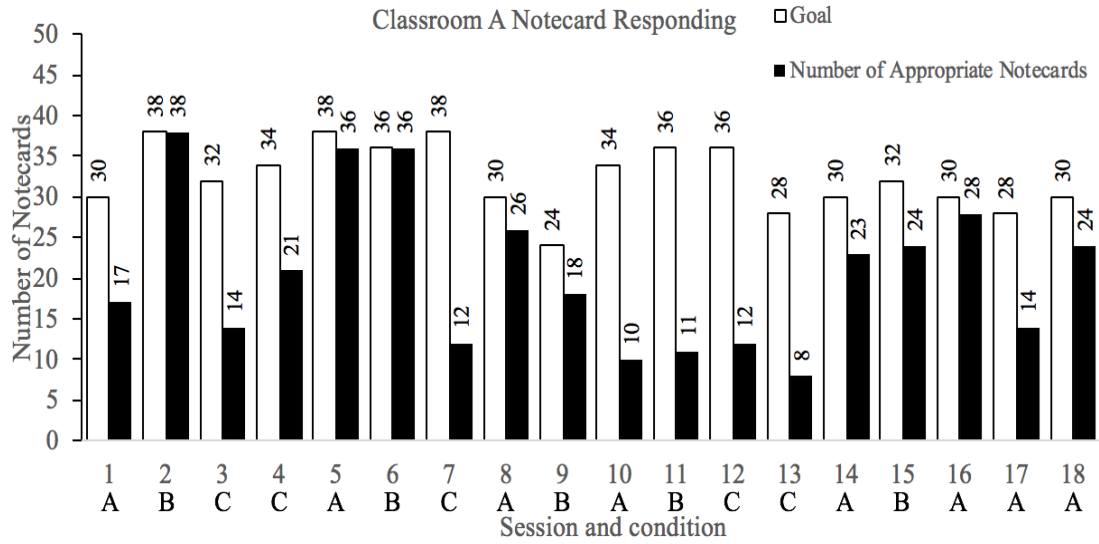 Classroom A Notecard Responding
Goal
Number of Appropriate Notecards
Number of Notecards
50
45
40
35
30
25
20
15
10
5
0
30 17 38 38 32 14 34 21 38 36 36 36 38 12 30 26 24 18 34 10 36 11 36 12 28 8 30 23 32 24 30 28 28 14 30 24
1 2 3 4 5 6 7 8 9 10 11 12 13 14 15 16 17 18
A B C C A B C A B A B C C A B A A A
Session and condition